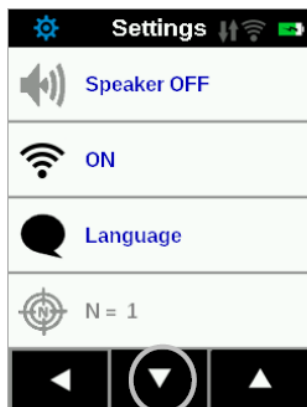 Settings
Speaker OFF
ON
Language
N
N = 1